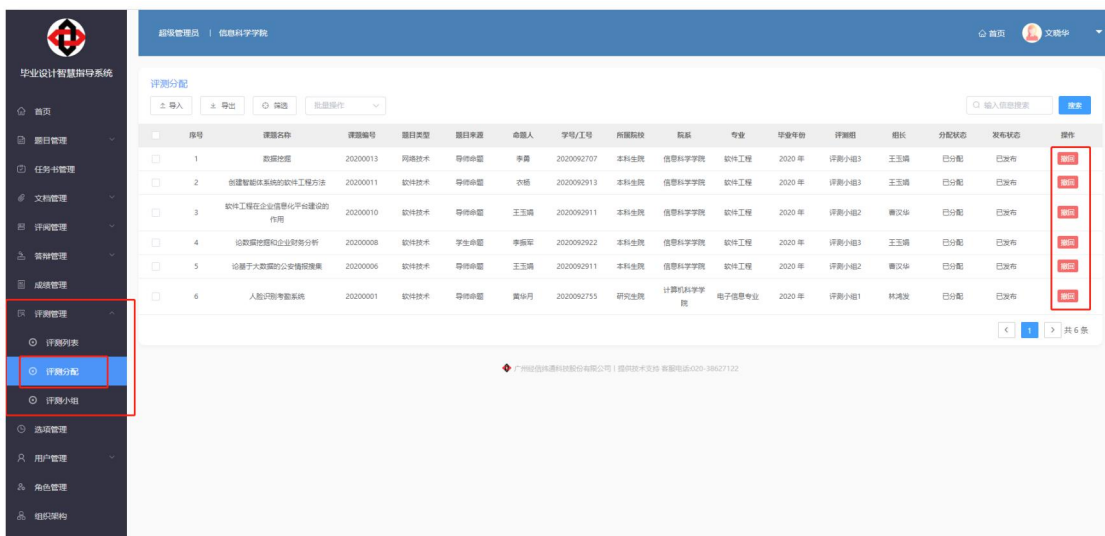 超级管理员 | 信息科学学院
首页
文晓华
毕业设计智慧指导系统
首页
题目管理
任务书管理
文档管理
评阅管理
答辩管理
成绩管理
评测管理
评测列表
评测分配
评测小组
选项管理
用户管理
角色管理
组织架构
评测分配
导入 导出 筛选 批量操作 输入信息搜索 搜索
序号 课题名称 课题编号 题目类型 题目来源 命题人 学号/工号 所属院校 院系 专业 毕业年份 评测组 组长 分配状态 发布状态 操作
1 数据挖掘 20200013 网络技术 导师命题 李勇 2020092707 本科生院 信息科学学院 软件工程 2020 年 评测小组3 王玉娟 已分配 已发布 撤回
2 创建智能体系统的软件工程方法 20200011 软件技术 导师命题 农杨 2020092913 本科生院 信息科学学院 软件工程 2020 年 评测小组3 王玉娟 已分配 已发布 撤回
3 软件工程在企业信息化平台建设的作用 20200010 软件技术 导师命题 王玉娟 2020092911 本科生院 信息科学学院 软件工程 2020 年 评测小组2 曹汉华 已分配 已发布 撤回
4 论数据挖掘和企业财务分析 20200008 软件技术 学生命题 李振军 2020092922 本科生院 信息科学学院 软件工程 2020 年 评测小组3 王玉娟 已分配 已发布 撤回
5 论基于大数据的公安情报搜集 20200006 软件技术 导师命题 王玉娟 2020092911 本科生院 信息科学学院 软件工程 2020 年 评测小组2 曹汉华 已分配 已发布 撤回
6 人脸识别考勤系统 20200001 软件技术 导师命题 黄华月 2020092755 研究生院 计算机科学学院 电子信息专业 2020 年 评测小组1 林鸿发 已分配 已发布 撤回
< 1 > 共 6 条
股份有限公司 | 提供技术支持 客服电话:020-38627122